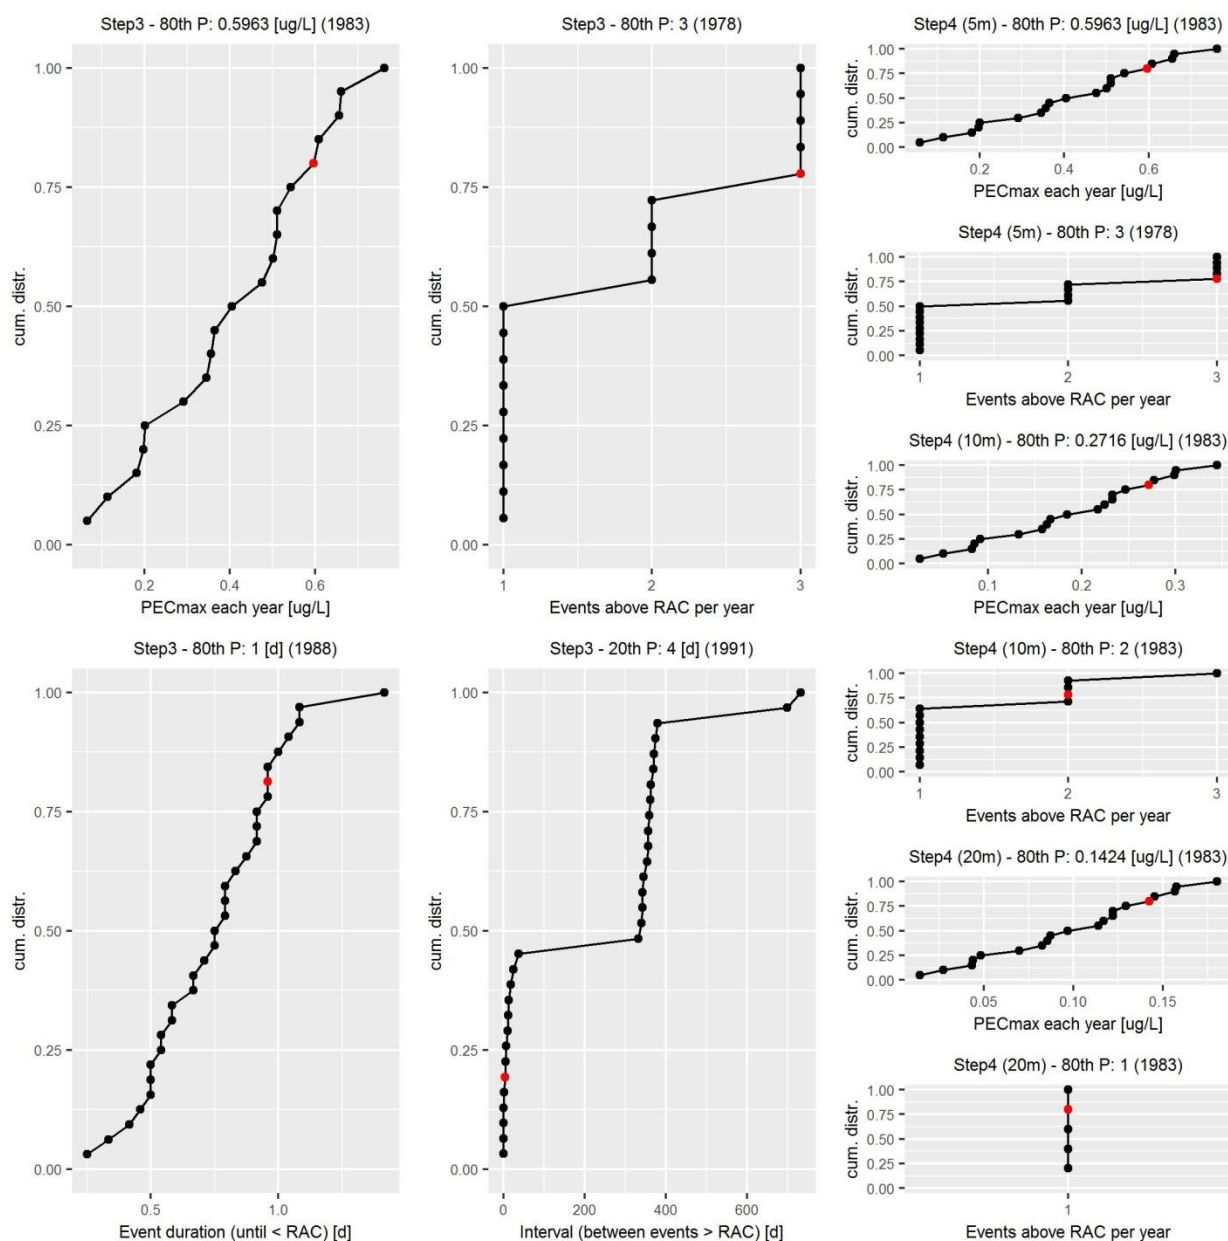 Step3 - 80th P: 0.5963 [ug/L] (1983)
cum. distr.
1.00
0.75
0.50
0.25
0.00
0.2 0.4 0.6
PECmax each year [ug/L]
Step3 - 80th P: 3 (1978)
cum. distr.
1.00
0.75
0.50
0.25
0.00
1 2 3
Events above RAC per year
Step4 (5m) - 80th P: 0.5963 [ug/L] (1983)
cum. distr.
1.00
0.75
0.50
0.25
0.00
0.2 0.4 0.6
PECmax each year [ug/L]
Step4 (5m) - 80th P: 3 (1978)
cum. distr.
1.00
0.75
0.50
0.25
0.00
1 2 3
Events above RAC per year
Step4 (10m) - 80th P: 0.2716 [ug/L] (1983)
cum. distr.
1.00
0.75
0.50
0.25
0.00
0.1 0.2 0.3
PECmax each year [ug/L]
Step3 - 80th P: 1 [d] (1988)
cum. distr.
1.00
0.75
0.50
0.25
0.00
0.5 1.0
Event duration (until < RAC) [d]
Step3 - 20th P: 4 [d] (1991)
cum. distr.
1.00
0.75
0.50
0.25
0.00
0 200 400 600
Interval (between events > RAC) [d]
Step4 (10m) - 80th P: 2 (1983)
cum. distr.
1.00
0.75
0.50
0.25
0.00
1 2 3
Events above RAC per year
Step4 (20m) - 80th P: 0.1424 [ug/L] (1983)
cum. distr.
1.00
0.75
0.50
0.25
0.00
0.05 0.10 0.15
PECmax each year [ug/L]
Step4 (20m) - 80th P: 1 (1983)
cum. distr.
1.00
0.75
0.50
0.25
0.00
1
Events above RAC per year